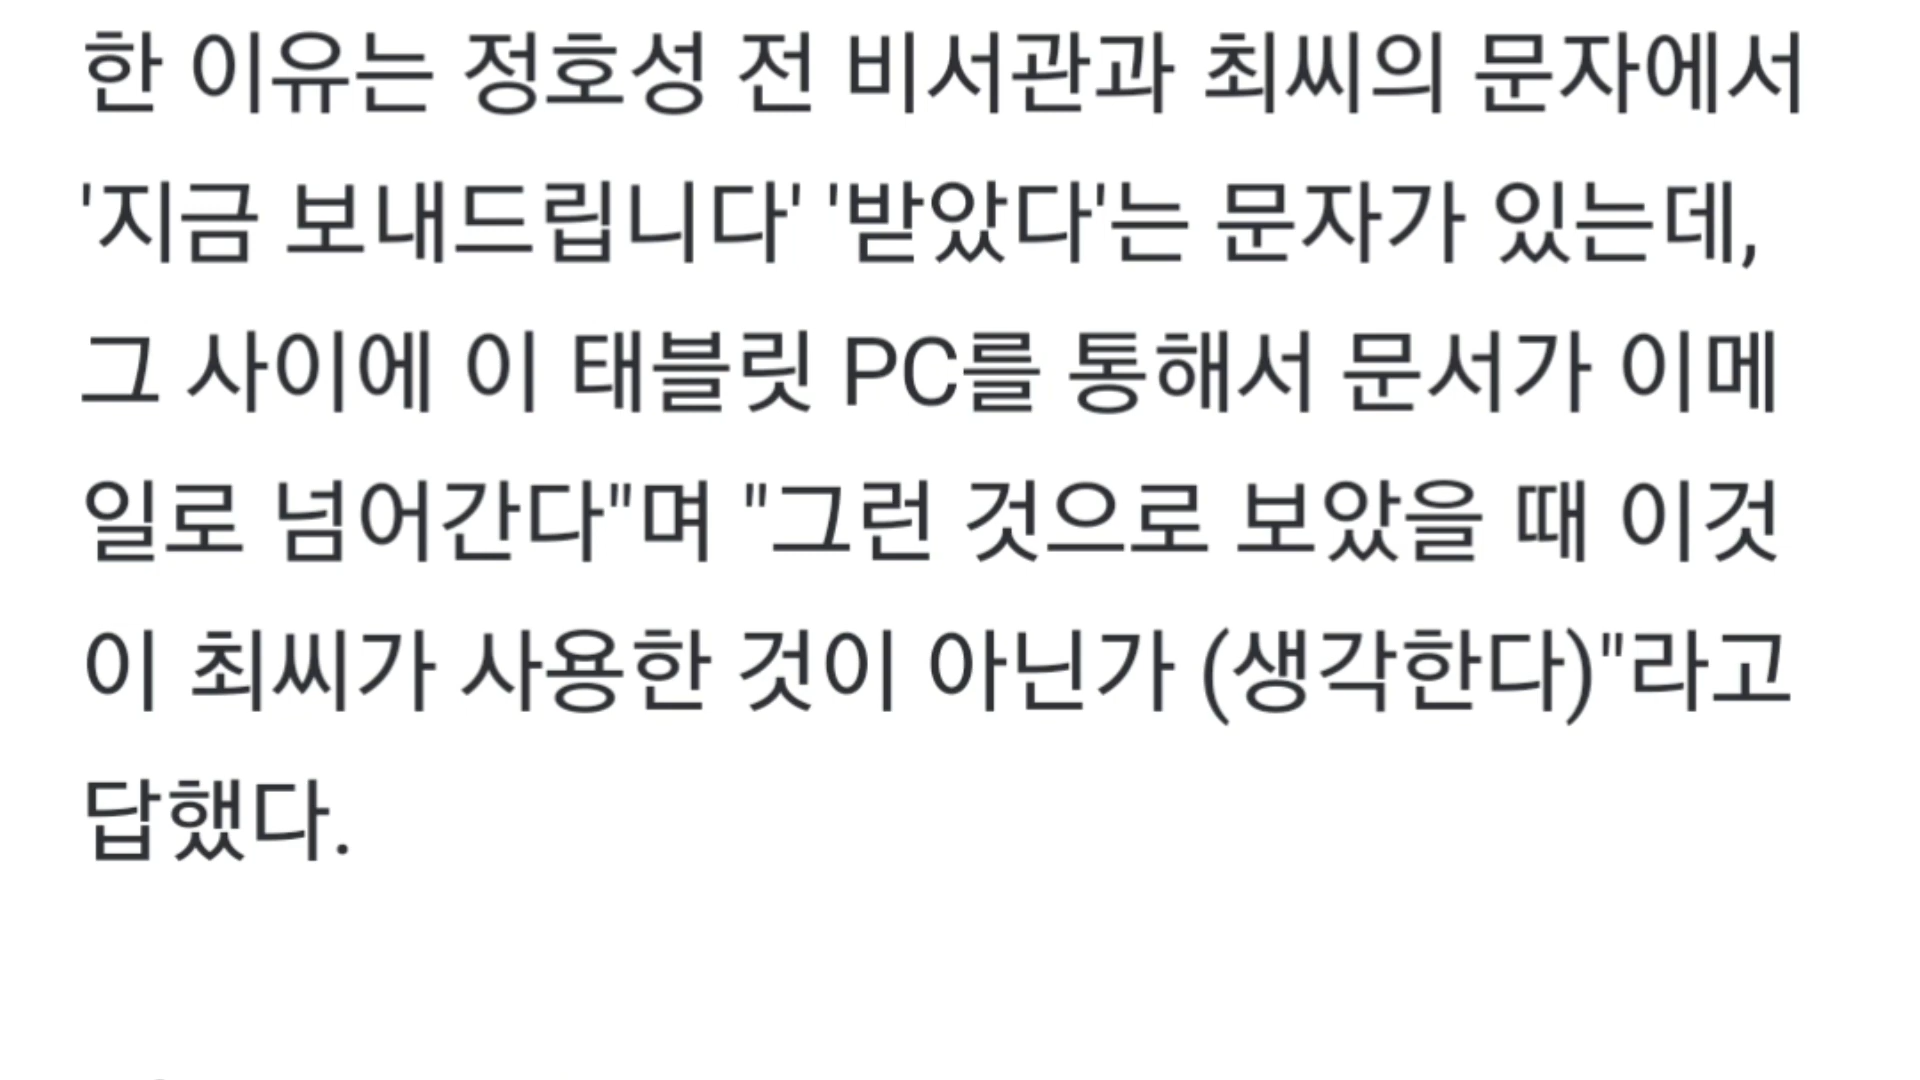 한 이유는 정호성 전 비서관과 최씨의 문자에서
'지금 보내드립니다' '받았다'는 문자가 있는데,
그 사이에 이 태블릿 PC를 통해서 문서가 이메
일로 넘어간다"며 "그런 것으로 보았을 때 이것
이 최씨가 사용한 것이 아닌가 (생각한다)"라고
답했다.